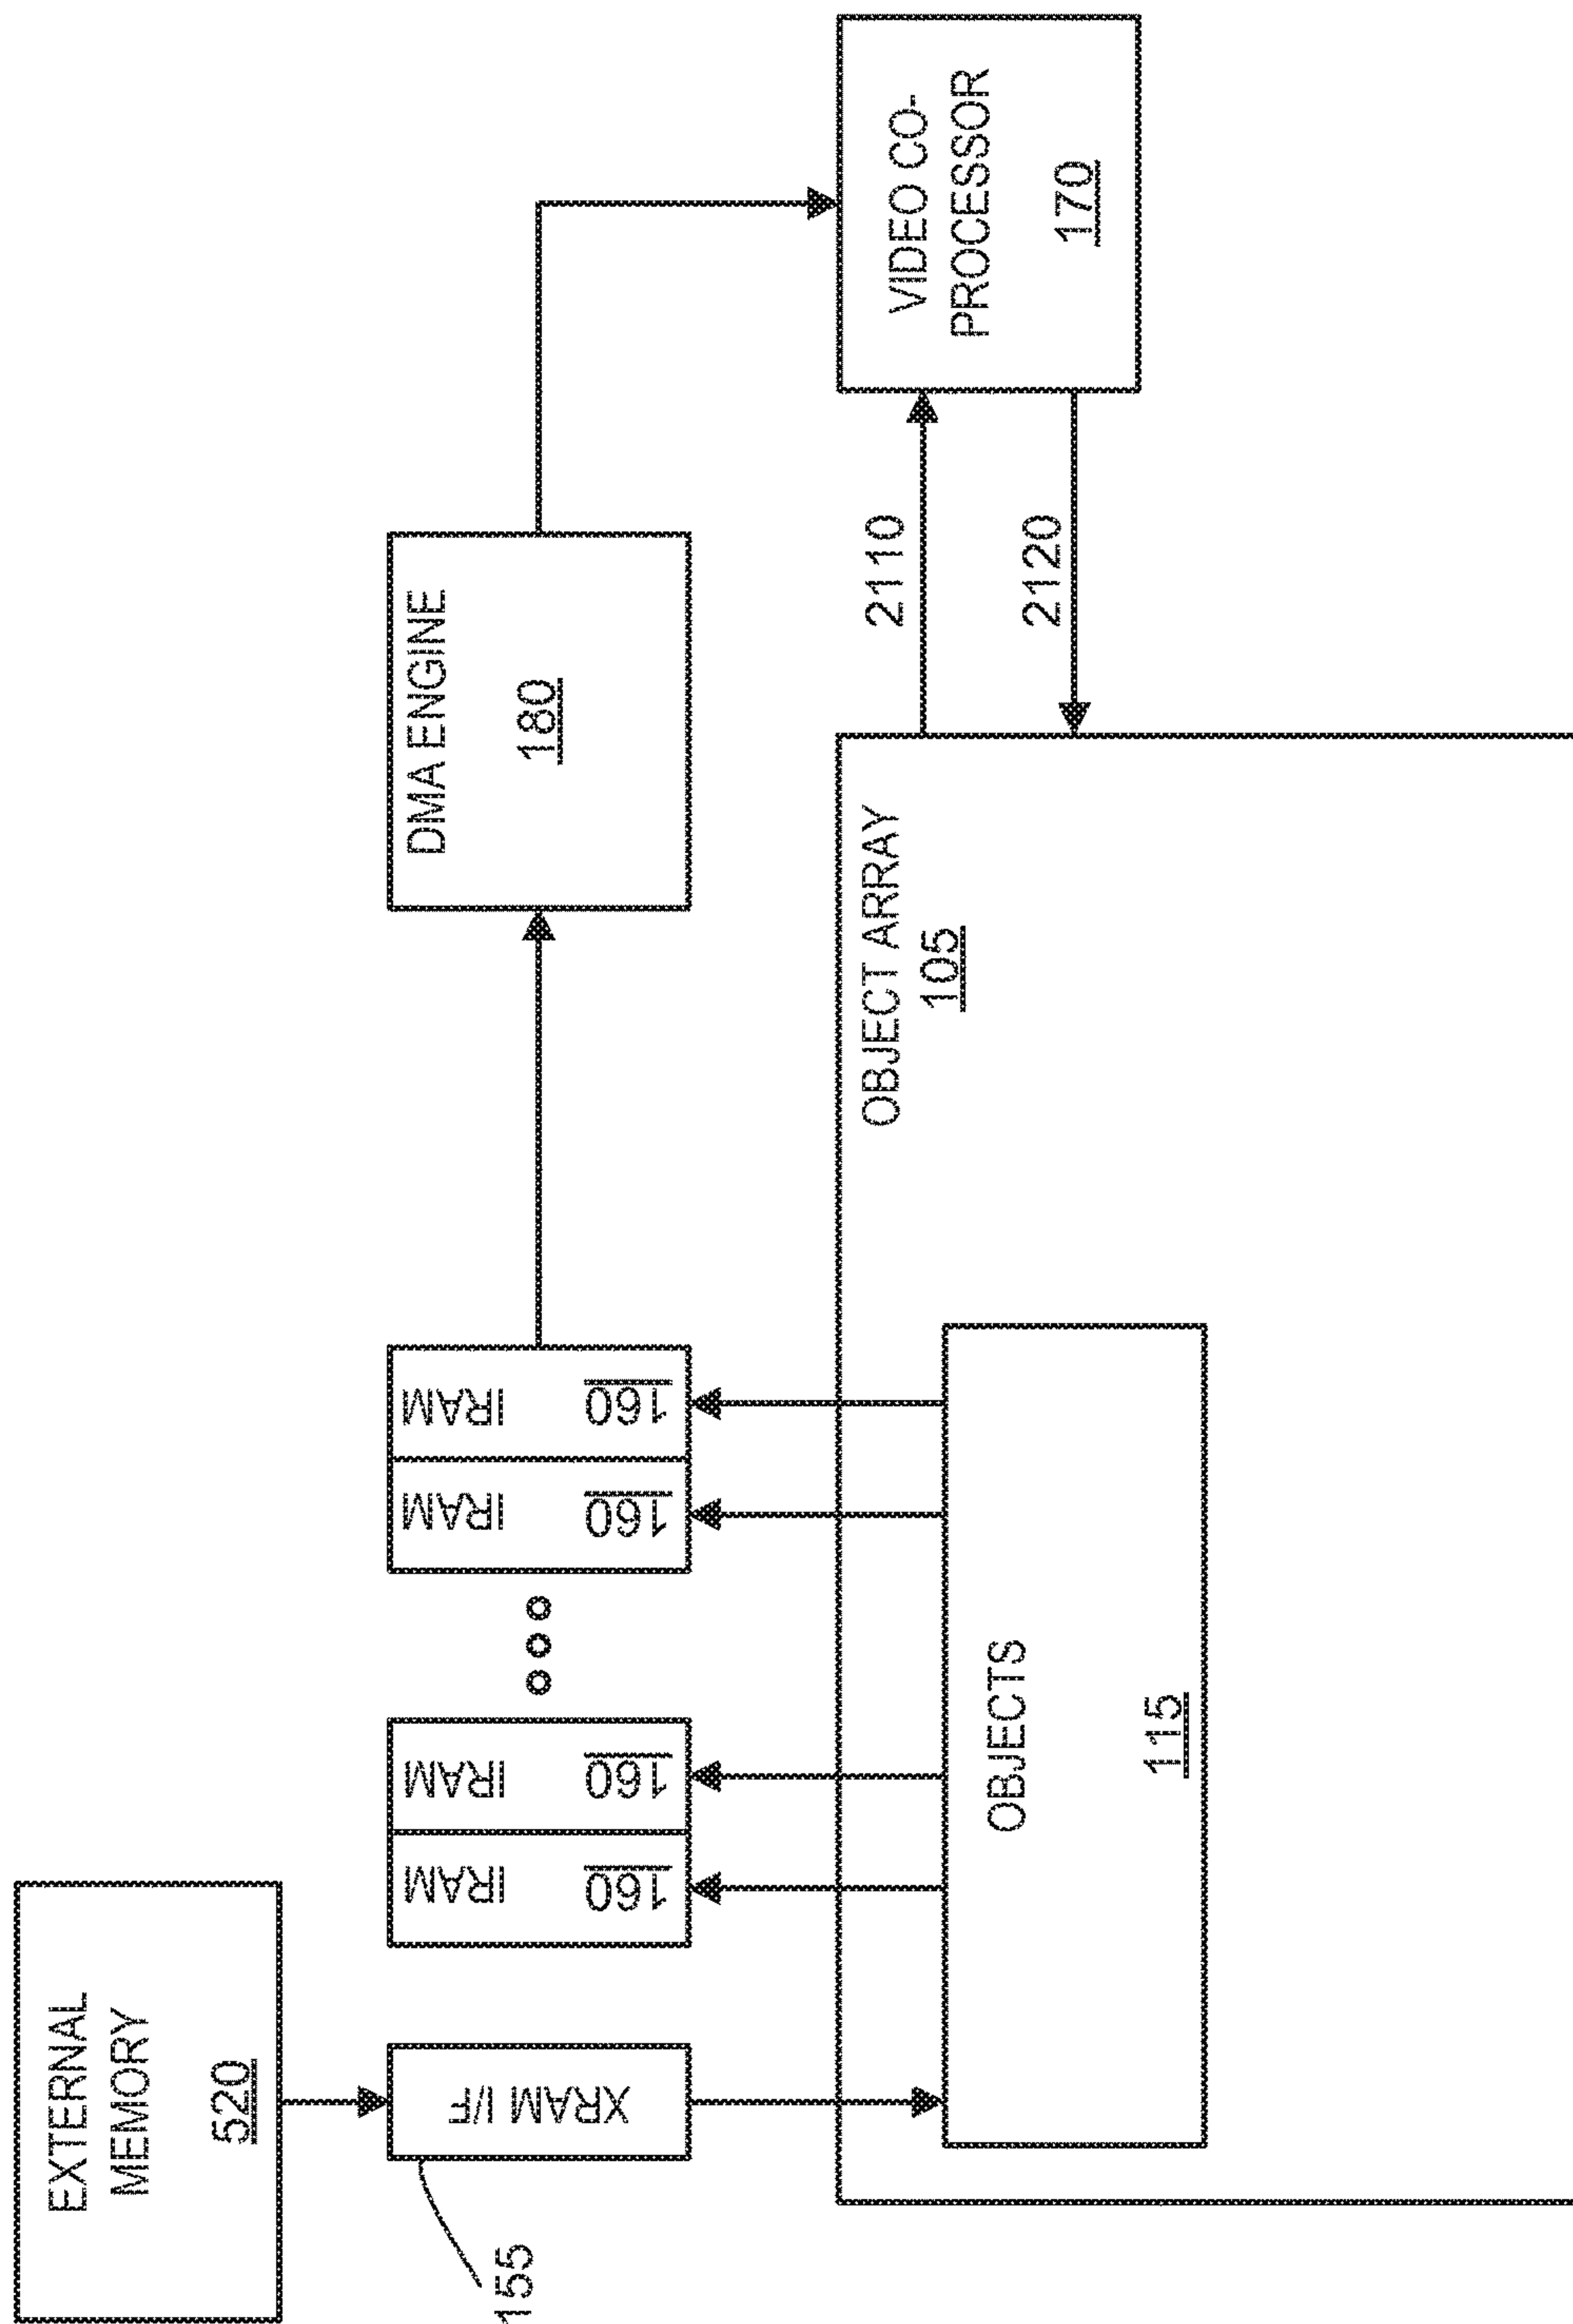 EXTERNAL
MEMORY
520
155
XRAM I/F
IRAM
160
IRAM
160
IRAM
160
IRAM
160
DMA ENGINE
180
VIDEO CO-
PROCESSOR
170
2110
2120
OBJECT ARRAY
105
OBJECTS
115